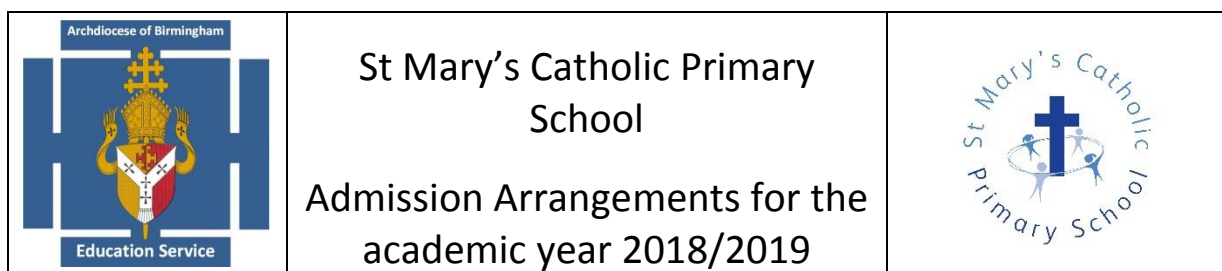 Archdiocese of Birmingham
Education Service
St Mary’s Catholic Primary
School
Admission Arrangements for the
academic year 2018/2019
St Mary's Catholic
Primary School